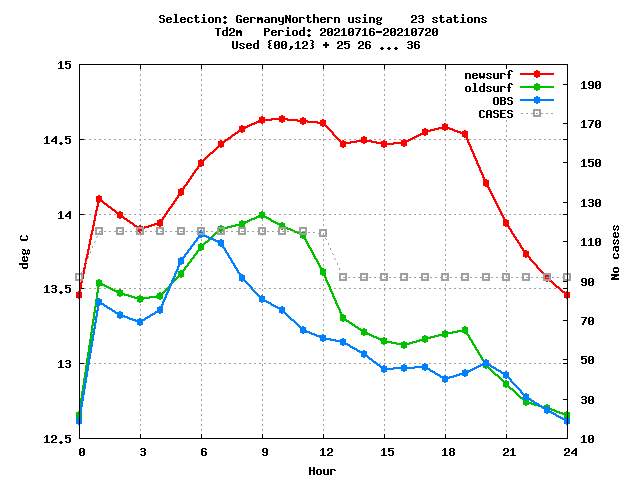 Selection: GermanyNorthern using    23 stations
Td2m   Period: 20210716-20210720
Used {00,12} + 25 26 ... 36
newsurf
oldsurf
OBS
CASES
15
14.5
14
13.5
13
12.5
deg C
190
170
150
130
110
90
70
50
30
10
No cases
0 3 6 9 12 15 18 21 24
Hour